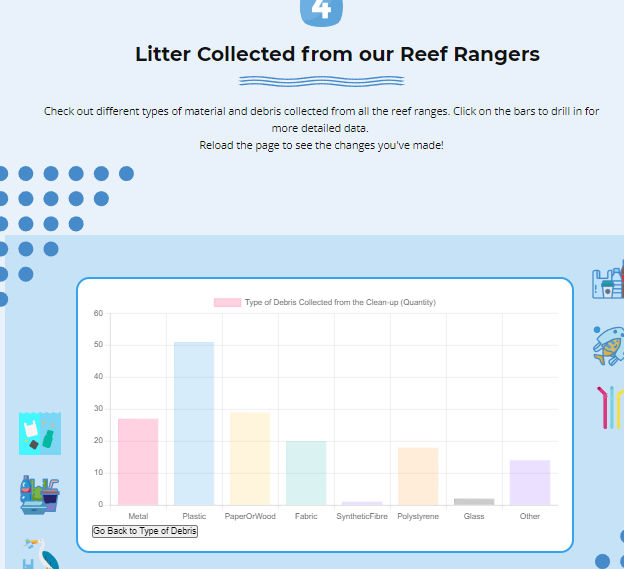 4
Litter Collected from our Reef Rangers
Check out different types of material and debris collected from all the reef ranges. Click on the bars to drill in for
more detailed data.
Reload the page to see the changes you've made!
Type of Debris Collected from the Clean-up (Quantity)
60
50
40
30
20
10
0
Metal Plastic PaperOrWood Fabric SyntheticFibre Polystyrene Glass Other
Go Back to Type of Debris